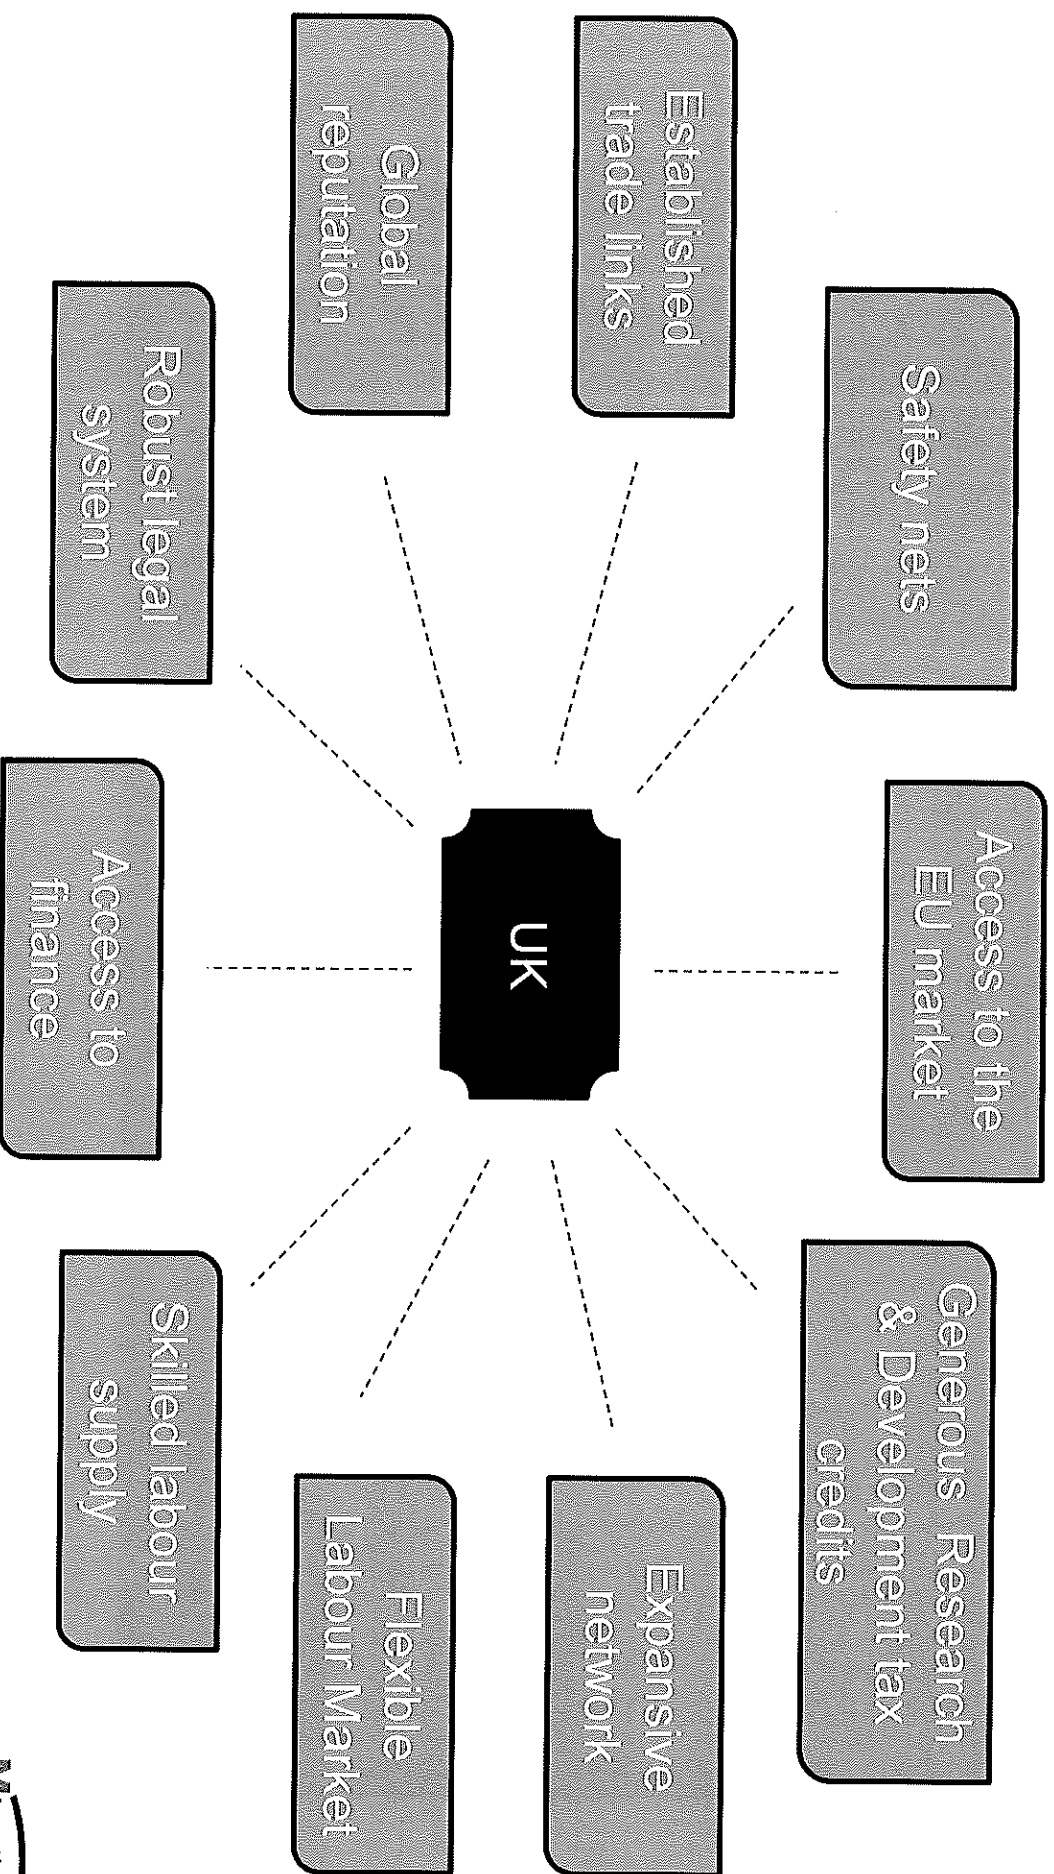 Access to the
EU market
Safety nets
Generous Research
& Development tax
credits
Established
trade links
Expansive
network
UK
Global
reputation
Flexible
Labour Market
Robust legal
system
Skilled labour
supply
Access to
finance